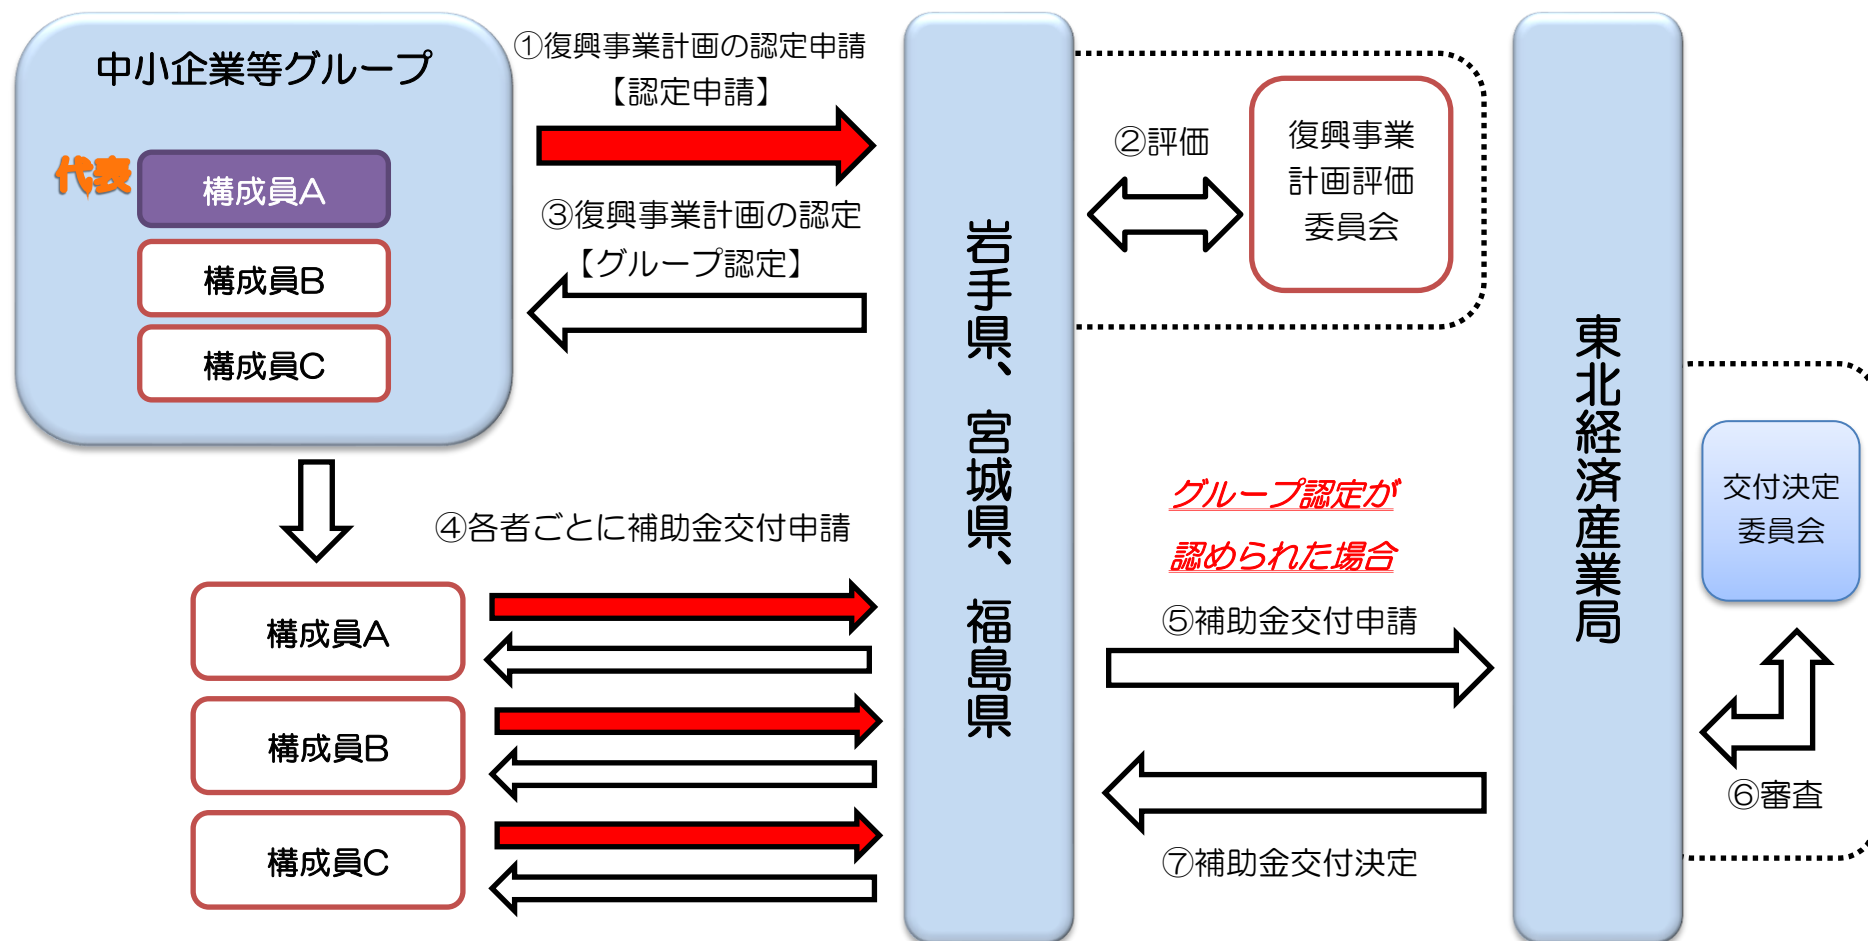 中小企業等グループ
代表
構成員A
構成員B
構成員C
①復興事業計画の認定申請
【認定申請】
③復興事業計画の認定
【グループ認定】
②評価
復興事業
計画評価
委員会
岩手県、宮城県、福島県
東北経済産業局
④各者ごとに補助金交付申請
構成員A
構成員B
構成員C
グループ認定が
認められた場合
⑤補助金交付申請
⑦補助金交付決定
交付決定
委員会
⑥審査